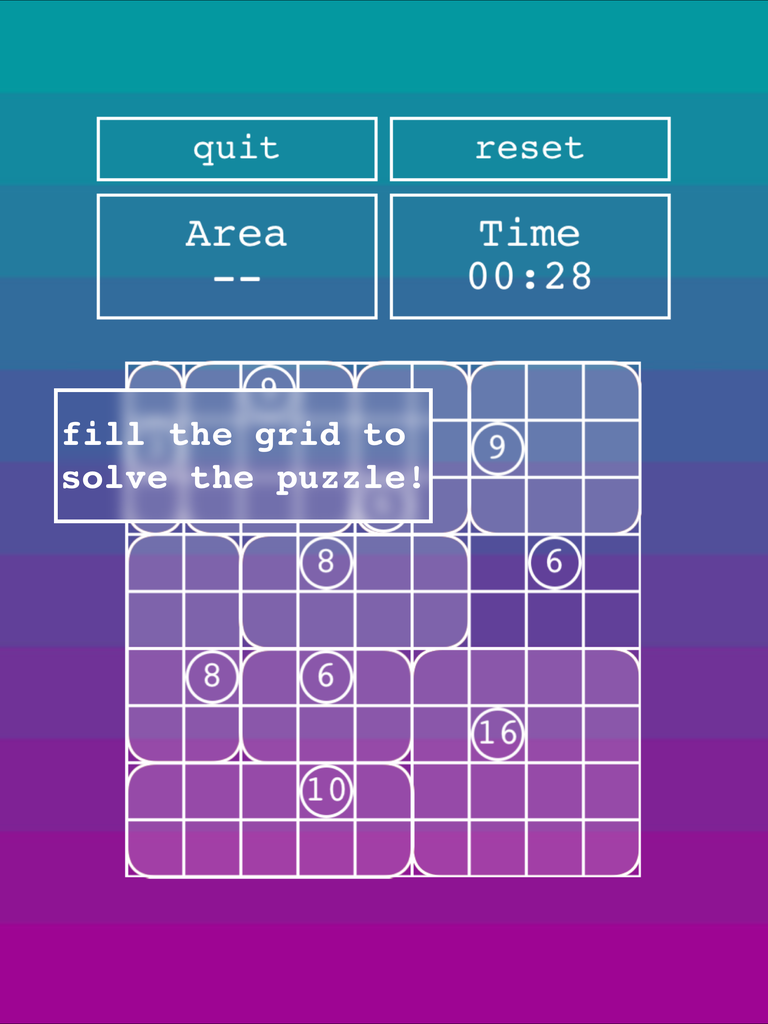 quit reset
Area Time
-- 00:28
9
fill the grid to
solve the puzzle!
9
8 6
8 6
16
10